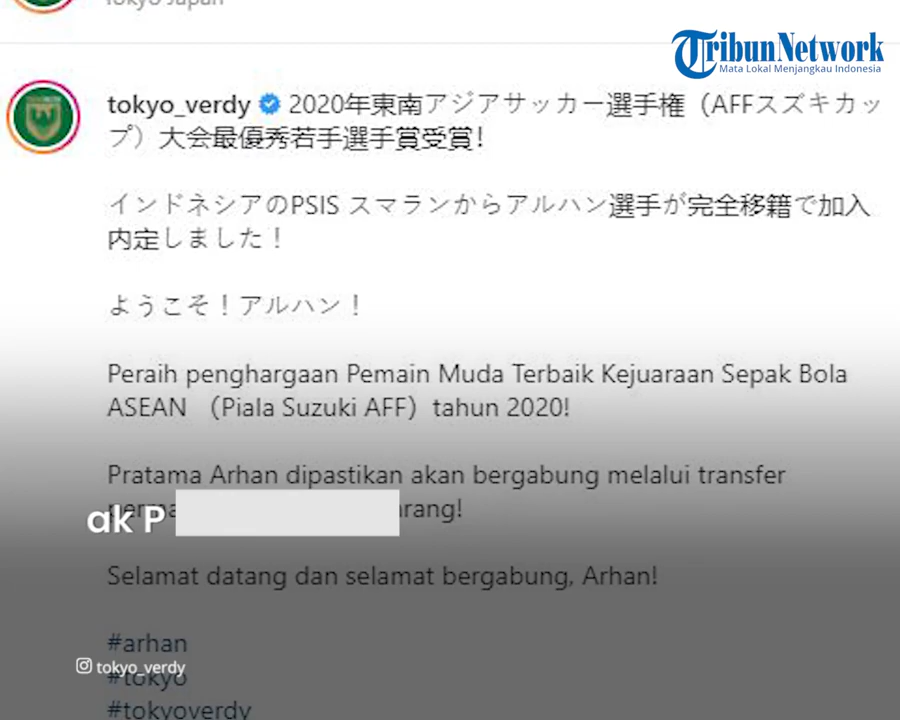 Tokyo Japan
TribunNetwork
Mata Lokal Menjangkau Indonesia
tokyo_verdy 2020年東南アジアサッカー選手権（AFFスズキカッ
プ）大会最優秀若手選手賞受賞!
インドネシアのPSIS スマランからアルハン選手が完全移籍で加入
内定しました！
ようこそ！アルハン！
Peraih penghargaan Pemain Muda Terbaik Kejuaraan Sepak Bola
ASEAN （Piala Suzuki AFF）tahun 2020!
Pratama Arhan dipastikan akan bergabung melalui transfer
arang!
ak P
Selamat datang dan selamat bergabung, Arhan!
#arhan
tokyo_verdy
#tokyo
#tokyoverdy